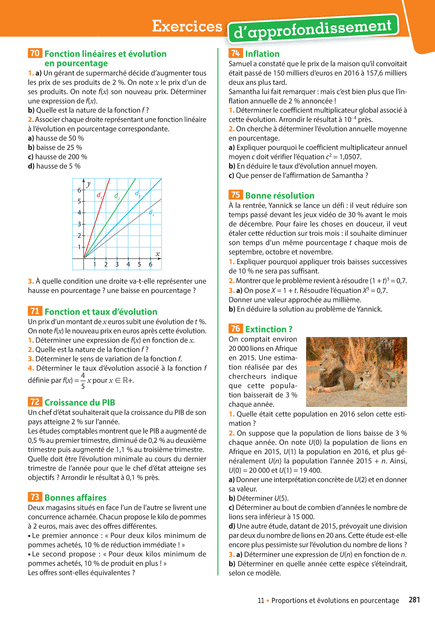 Exercices d'approfondissement
70 Fonction linéaires et évolution
en pourcentage
1. a) Un gérant de supermarché décide d'augmenter tous
les prix de ses produits de 2 %. On note x le prix d'un de
ses produits. On note f(x) son nouveau prix. Déterminer
une expression de f(x).
b) Quelle est la nature de la fonction f ?
2. Associer chaque droite représentant une fonction linéaire
à l'évolution en pourcentage correspondante.
a) hausse de 50 %
b) baisse de 25 %
c) hausse de 200 %
d) hausse de 5 %
y
6
5
4
3
2
1
1 2 3 4 5 6
x
3. À quelle condition une droite va-t-elle représenter une
hausse en pourcentage ? une baisse en pourcentage ?
71 Fonction et taux d'évolution
Un prix d'un montant de x euros subit une évolution de t %.
On note f(x) le nouveau prix en euros après cette évolution.
1. Déterminer une expression de f(x) en fonction de x.
2. Quelle est la nature de la fonction f ?
3. Déterminer le sens de variation de la fonction f.
4. Déterminer le taux d'évolution associé à la fonction f
définie par f(x) = 4/5 x pour x ∈ ℝ+.
72 Croissance du PIB
Un chef d'état souhaiterait que la croissance du PIB de son
pays atteigne 2 % sur l'année.
Les études comptables montrent que le PIB a augmenté de
0,5 % au premier trimestre, diminué de 0,2 % au deuxième
trimestre puis augmenté de 1,1 % au troisième trimestre.
Quelle doit être l'évolution minimale au cours du dernier
trimestre de l'année pour que le chef d'état atteigne ses
objectifs ? Arrondir le résultat à 0,1 % près.
73 Bonnes affaires
Deux magasins situés en face l'un de l'autre se livrent une
concurrence acharnée. Chacun propose le kilo de pommes
à 2 euros, mais avec des offres différentes.
• Le premier annonce : « Pour deux kilos minimum de
pommes achetés, 10 % de réduction immédiate ! »
• Le second propose : « Pour deux kilos minimum de
pommes achetés, 10 % de produit en plus ! »
Les offres sont-elles équivalentes ?
74 Inflation
Samuel a constaté que le prix de la maison qu'il convoitait
était passé de 150 milliers d'euros en 2016 à 157,6 milliers
deux ans plus tard.
Samantha lui fait remarquer : mais c'est bien plus que l'in-
flation annuelle de 2 % annoncée !
1. Déterminer le coefficient multiplicateur global associé à
cette évolution. Arrondir le résultat à 10⁻⁴ près.
2. On cherche à déterminer l'évolution annuelle moyenne
en pourcentage.
a) Expliquer pourquoi le coefficient multiplicateur annuel
moyen c doit vérifier l'équation c² = 1,0507.
b) En déduire le taux d'évolution annuel moyen.
c) Que penser de l'affirmation de Samantha ?
75 Bonne résolution
À la rentrée, Yannick se lance un défi : il veut réduire son
temps passé devant les jeux vidéo de 30 % avant le mois
de décembre. Pour faire les choses en douceur, il veut
étaler cette réduction sur trois mois : il souhaite diminuer
son temps d'un même pourcentage t chaque mois de
septembre, octobre et novembre.
1. Expliquer pourquoi appliquer trois baisses successives
de 10 % ne sera pas suffisant.
2. Montrer que le problème revient à résoudre (1 + t)³ = 0,7.
3. a) On pose X = 1 + t. Résoudre l'équation X³ = 0,7.
Donner une valeur approchée au millième.
b) En déduire la solution au problème de Yannick.
76 Extinction ?
On comptait environ
20 000 lions en Afrique
en 2015. Une estima-
tion réalisée par des
chercheurs indique
que cette popula-
tion baisserait de 3 %
chaque année.
1. Quelle était cette population en 2016 selon cette esti-
mation ?
2. On suppose que la population de lions baisse de 3 %
chaque année. On note U(0) la population de lions en
Afrique en 2015, U(1) la population en 2016, et plus gé-
néralement U(n) la population l'année 2015 + n. Ainsi,
U(0) = 20 000 et U(1) = 19 400.
a) Donner une interprétation concrète de U(2) et en donner
sa valeur.
b) Déterminer U(5).
c) Déterminer au bout de combien d'années le nombre de
lions sera inférieur à 15 000.
d) Une autre étude, datant de 2015, prévoyait une division
par deux du nombre de lions en 20 ans. Cette étude est-elle
encore plus pessimiste sur l'évolution du nombre de lions ?
3. a) Déterminer une expression de U(n) en fonction de n.
b) Déterminer en quelle année cette espèce s'éteindrait,
selon ce modèle.
11 • Proportions et évolutions en pourcentage 281